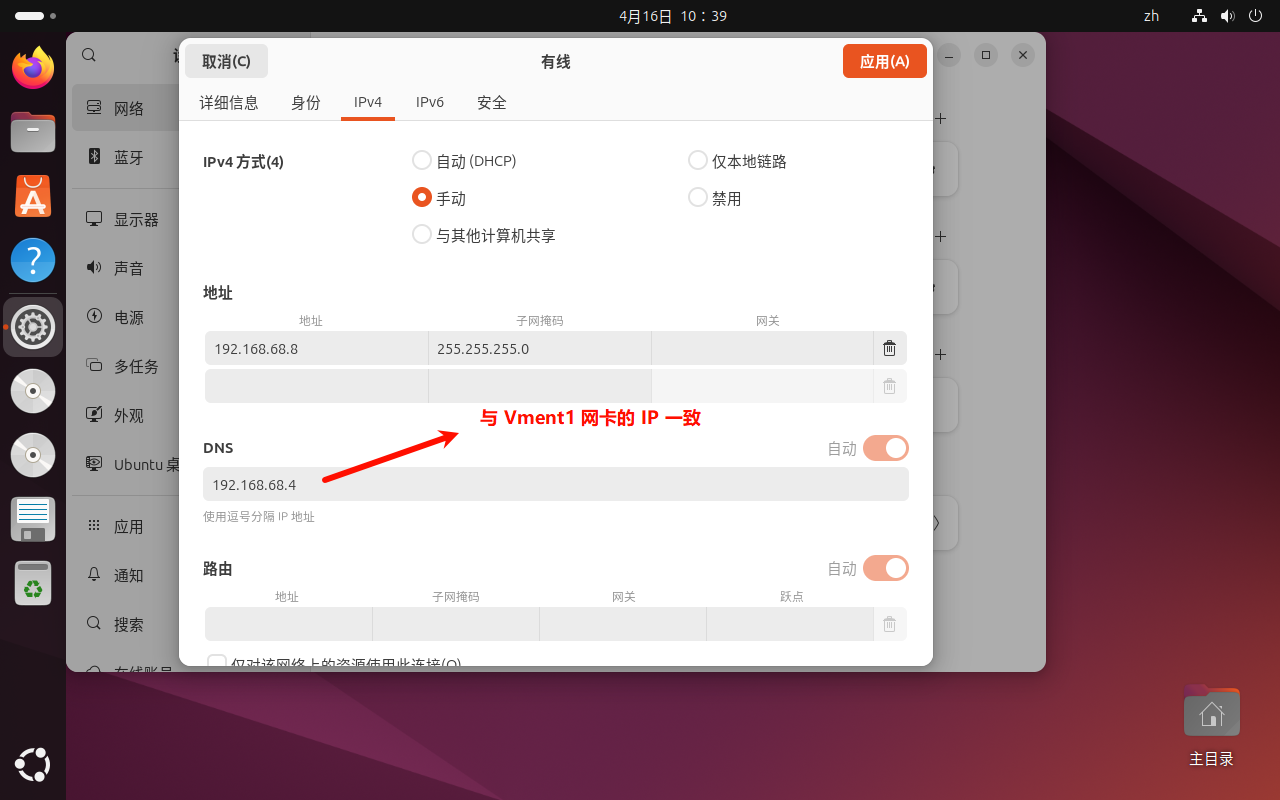 4月16日 10：39
zh
取消(C)
有线
应用(A)
详细信息
身份
IPv4
IPv6
安全
网络
蓝牙
显示器
声音
电源
多任务
外观
Ubuntu 桌
应用
通知
搜索
在线账号
IPv4 方式(4)
自动 (DHCP)
仅本地链路
手动
禁用
与其他计算机共享
地址
地址
子网掩码
网关
192.168.68.8
255.255.255.0
与 Vment1 网卡的 IP 一致
DNS
自动
192.168.68.4
使用逗号分隔 IP 地址
路由
自动
地址
子网掩码
网关
跃点
仅对该网络上的资源使用此连接(O)
主目录